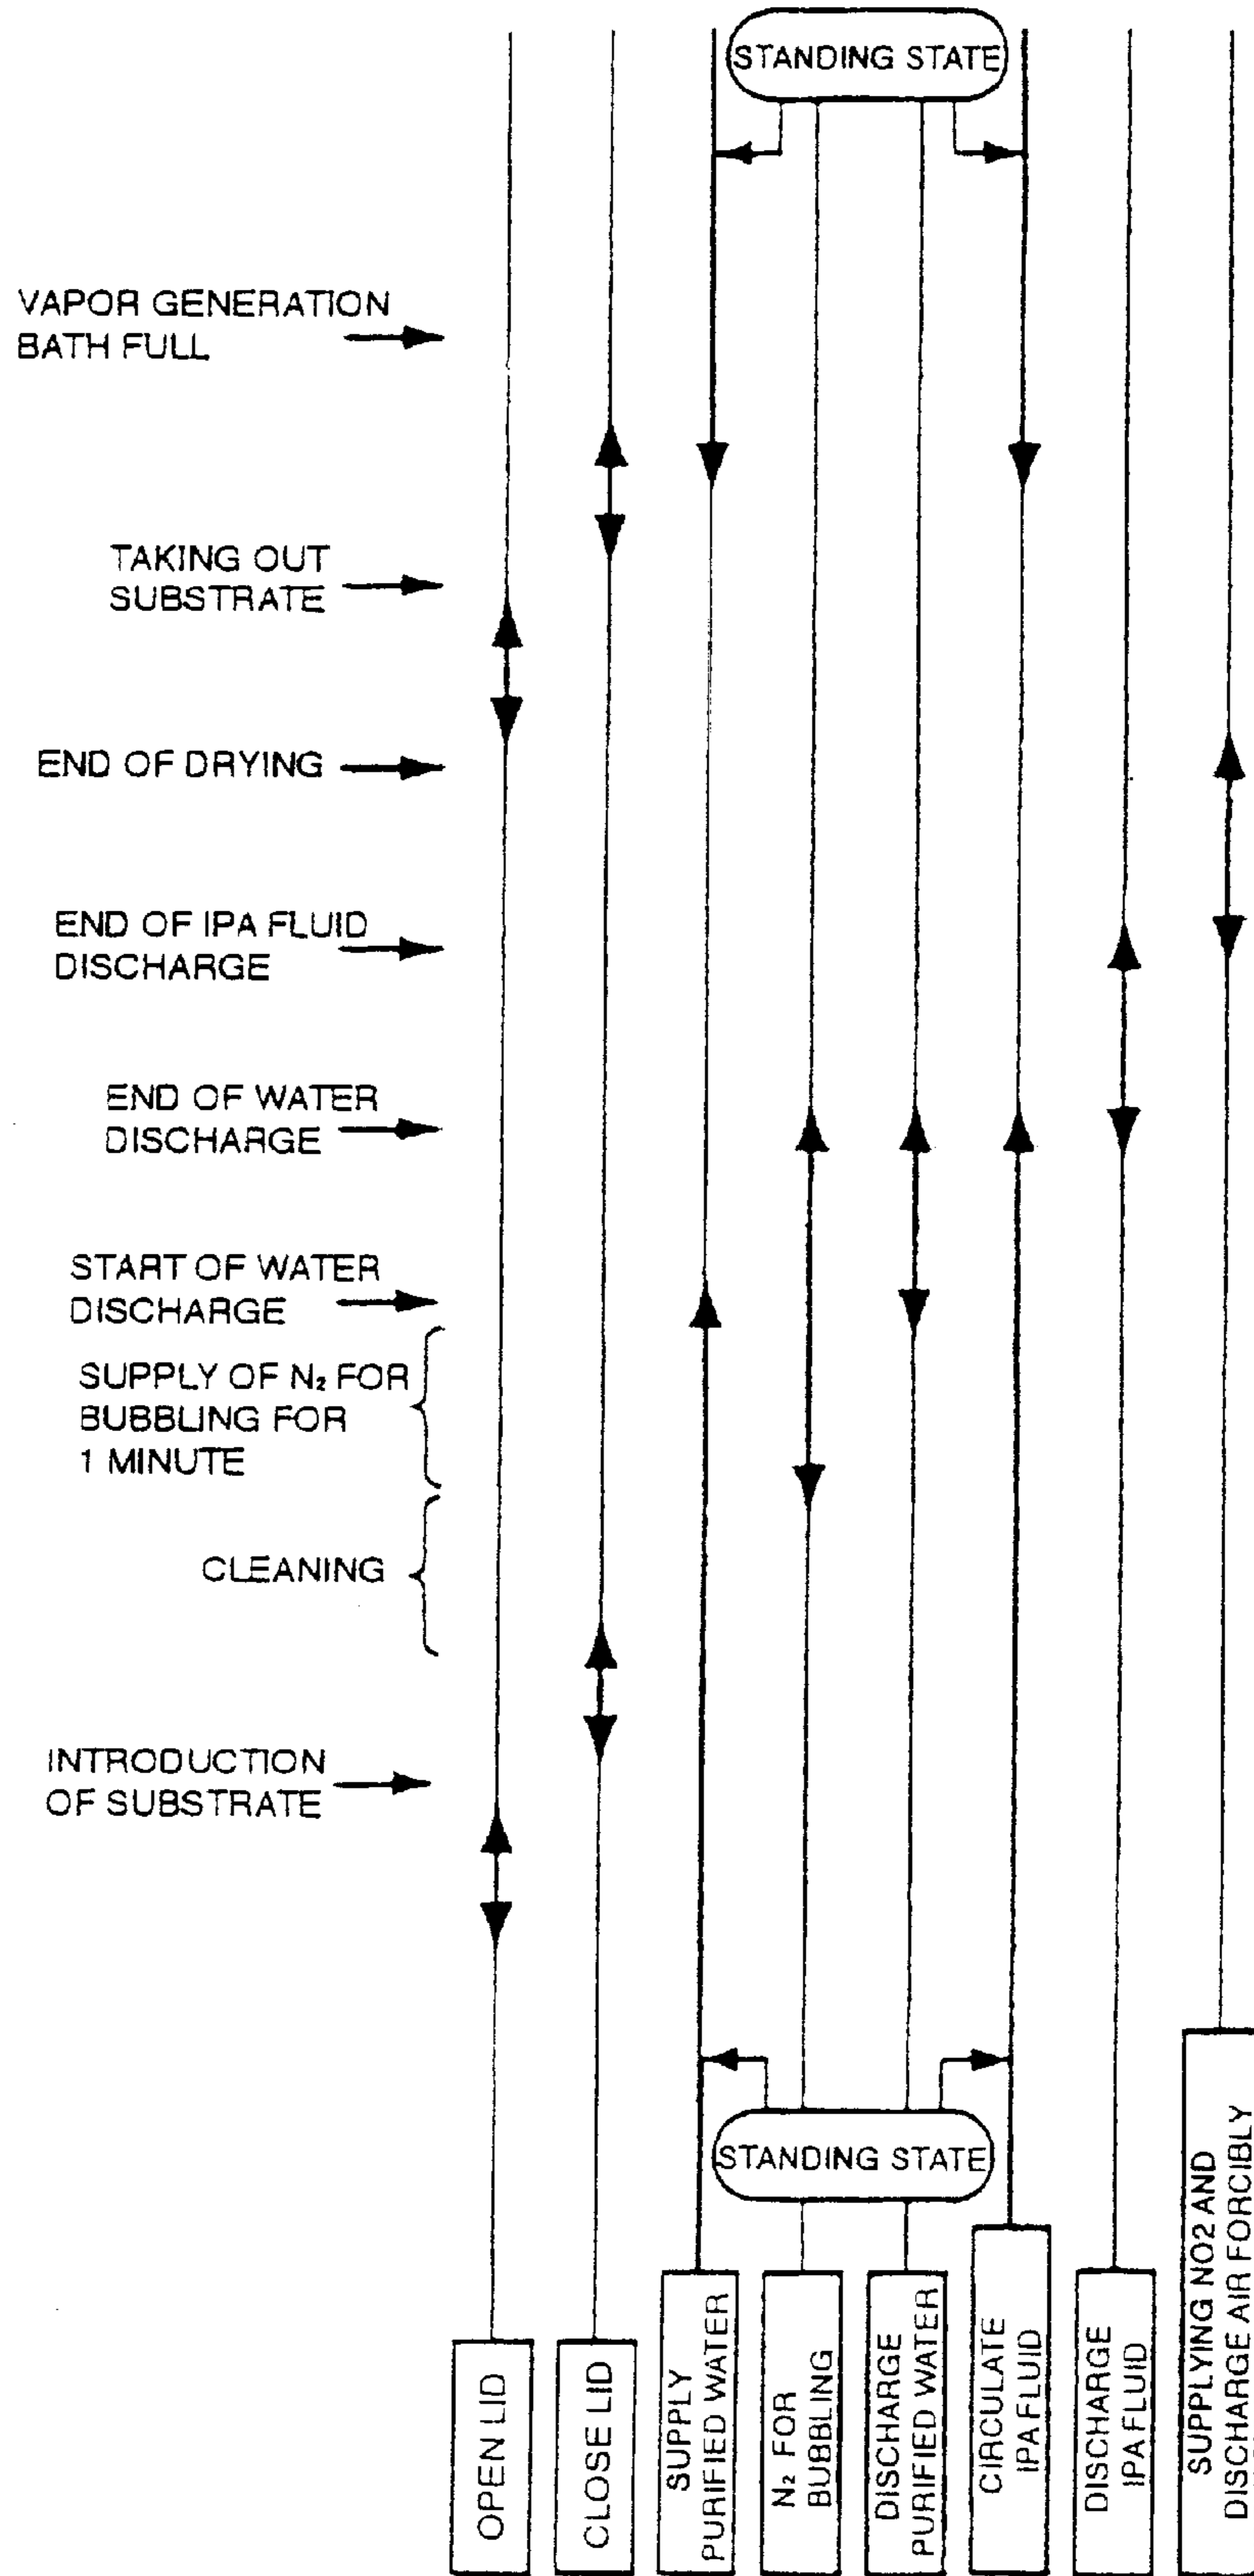 STANDING STATE
VAPOR GENERATION
BATH FULL
TAKING OUT
SUBSTRATE
END OF DRYING
END OF IPA FLUID
DISCHARGE
END OF WATER
DISCHARGE
START OF WATER
DISCHARGE
SUPPLY OF N₂ FOR
BUBBLING FOR
1 MINUTE
CLEANING
INTRODUCTION
OF SUBSTRATE
STANDING STATE
OPEN LID
CLOSE LID
SUPPLY
PURIFIED WATER
N₂ FOR
BUBBLING
DISCHARGE
PURIFIED WATER
CIRCULATE
IPA FLUID
DISCHARGE
IPA FLUID
SUPPLYING NO2 AND
DISCHARGE AIR FORCIBLY